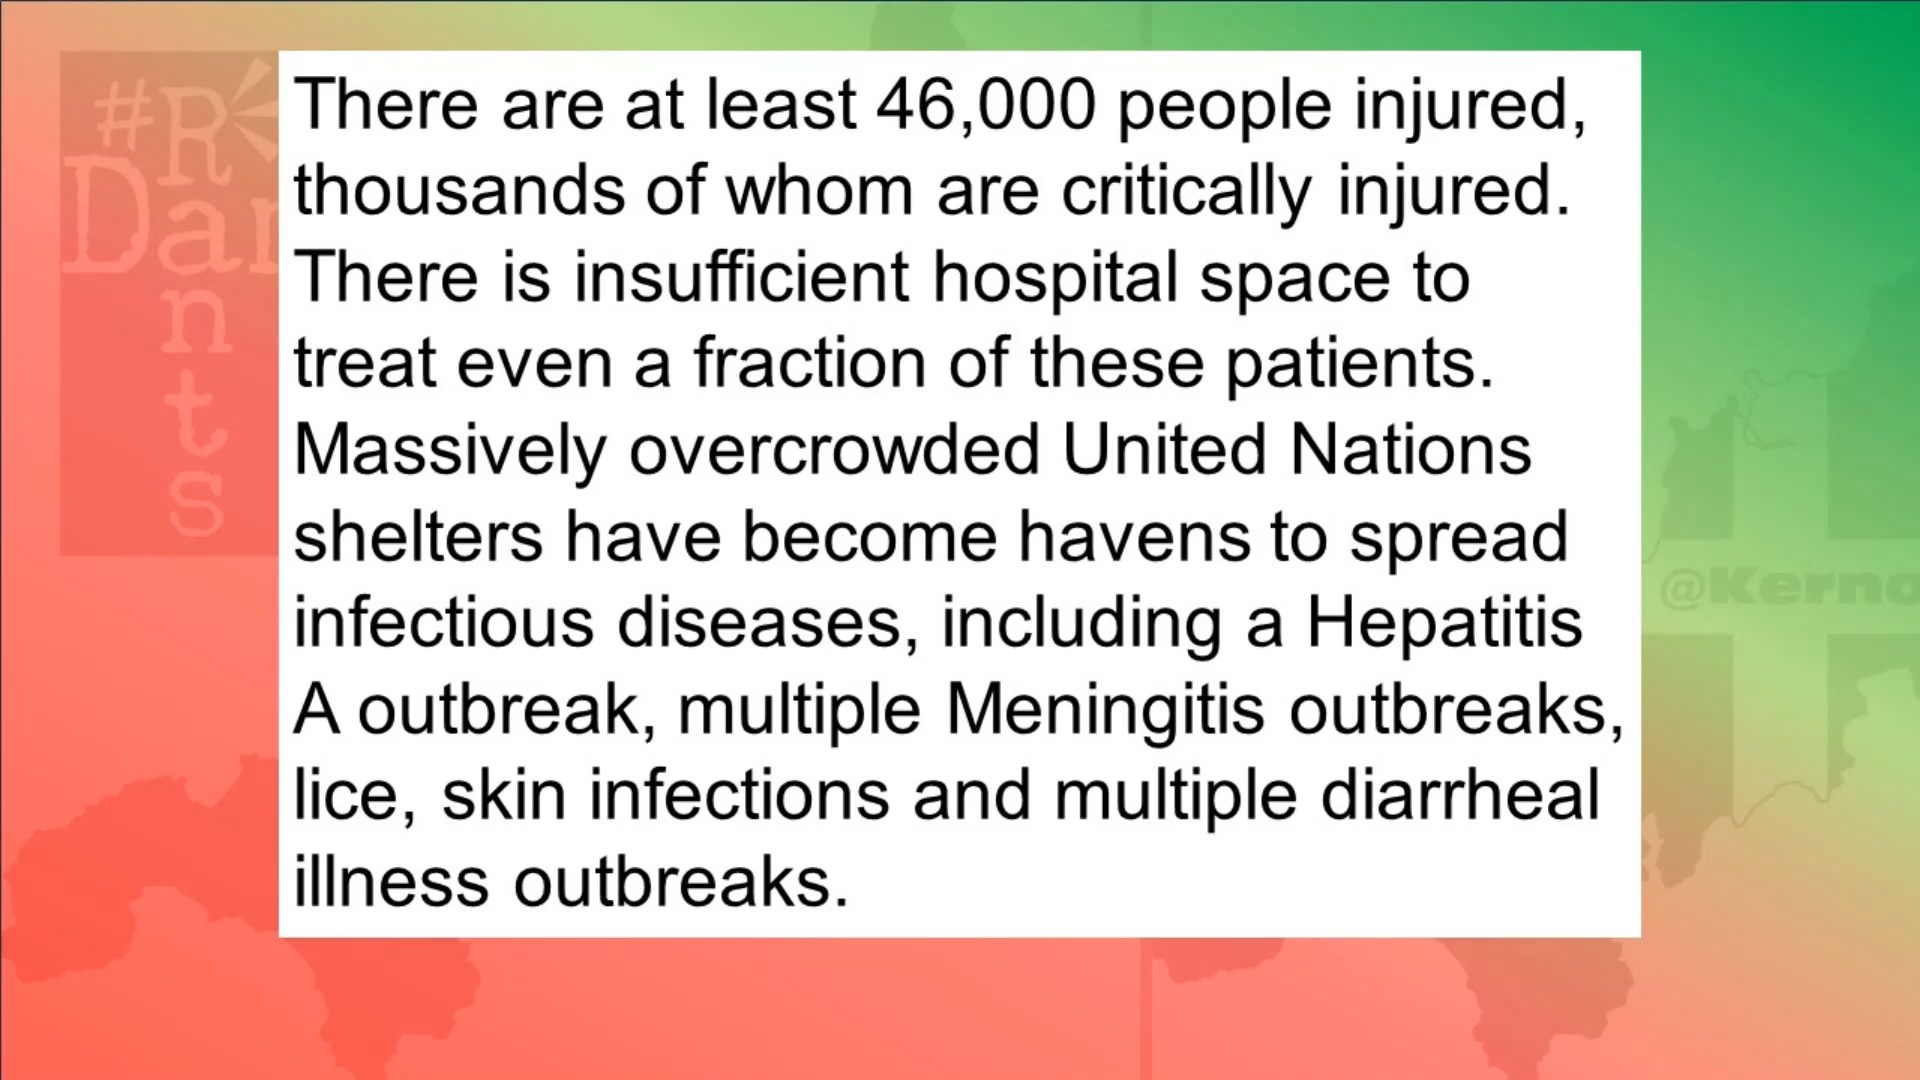 #R
Dar
n
t
s
There are at least 46,000 people injured,
thousands of whom are critically injured.
There is insufficient hospital space to
treat even a fraction of these patients.
Massively overcrowded United Nations
shelters have become havens to spread
infectious diseases, including a Hepatitis
A outbreak, multiple Meningitis outbreaks,
lice, skin infections and multiple diarrheal
illness outbreaks.
@Kerno